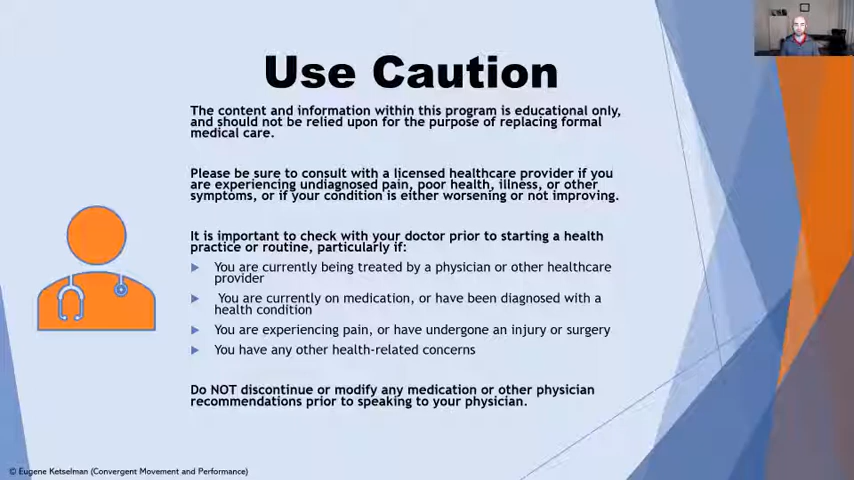 Use Caution
The content and information within this program is educational only,
and should not be relied upon for the purpose of replacing formal
medical care.
Please be sure to consult with a licensed healthcare provider if you
are experiencing undiagnosed pain, poor health, illness, or other
symptoms, or if your condition is either worsening or not improving.
It is important to check with your doctor prior to starting a health
practice or routine, particularly if:
You are currently being treated by a physician or other healthcare
provider
You are currently on medication, or have been diagnosed with a
health condition
You are experiencing pain, or have undergone an injury or surgery
You have any other health-related concerns
Do NOT discontinue or modify any medication or other physician
recommendations prior to speaking to your physician.
© Eugene Ketselman (Convergent Movement and Performance)